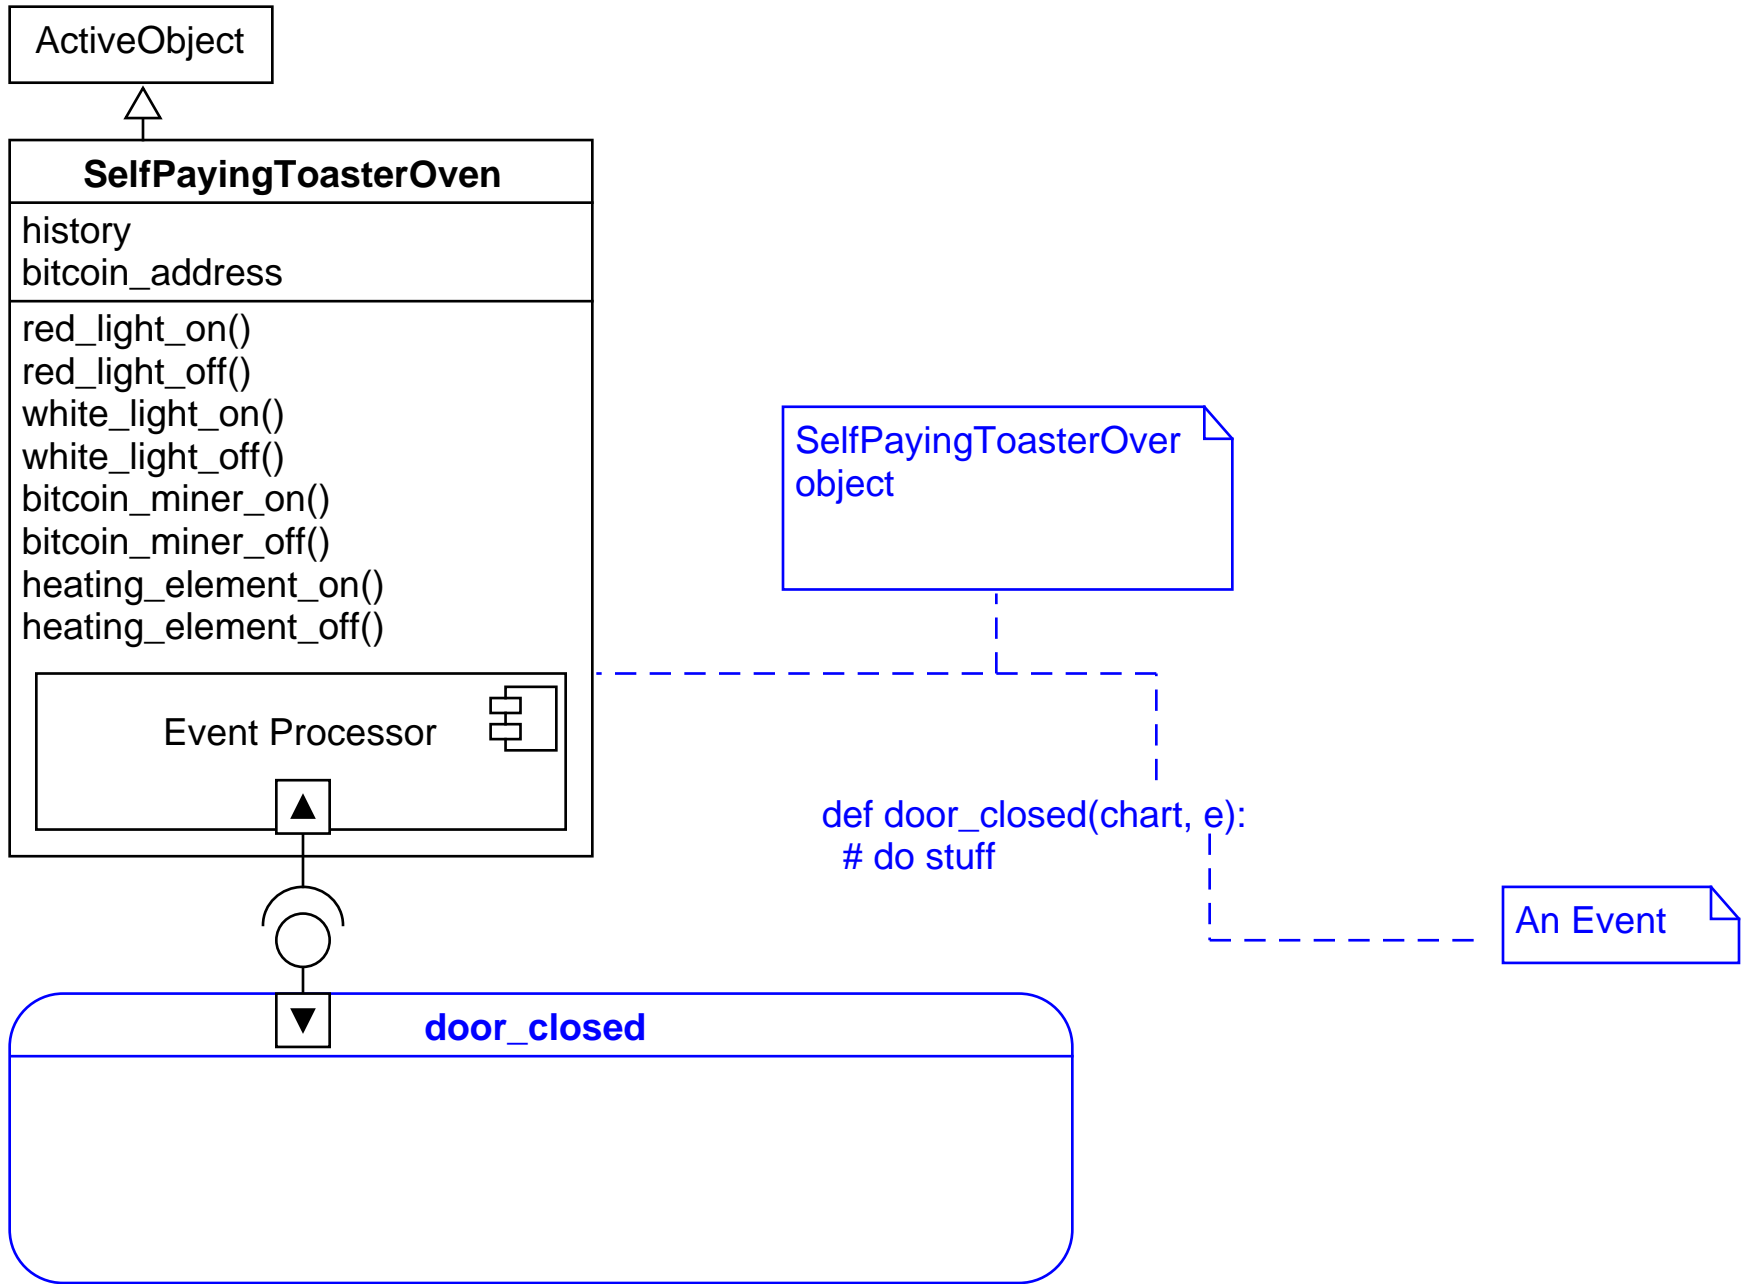 ActiveObject
SelfPayingToasterOven
history
bitcoin_address
red_light_on()
red_light_off()
white_light_on()
white_light_off()
bitcoin_miner_on()
bitcoin_miner_off()
heating_element_on()
heating_element_off()
Event Processor
SelfPayingToasterOver
object
def door_closed(chart, e):
# do stuff
An Event
door_closed